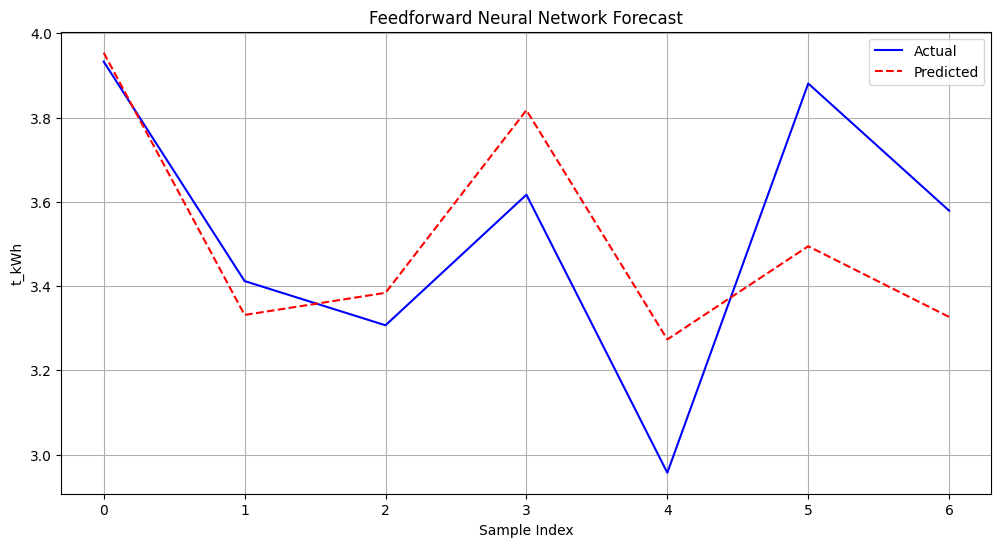 Feedforward Neural Network Forecast
4.0
3.8
3.6
3.4
3.2
3.0
t_kWh
0 1 2 3 4 5 6
Sample Index
Actual
Predicted